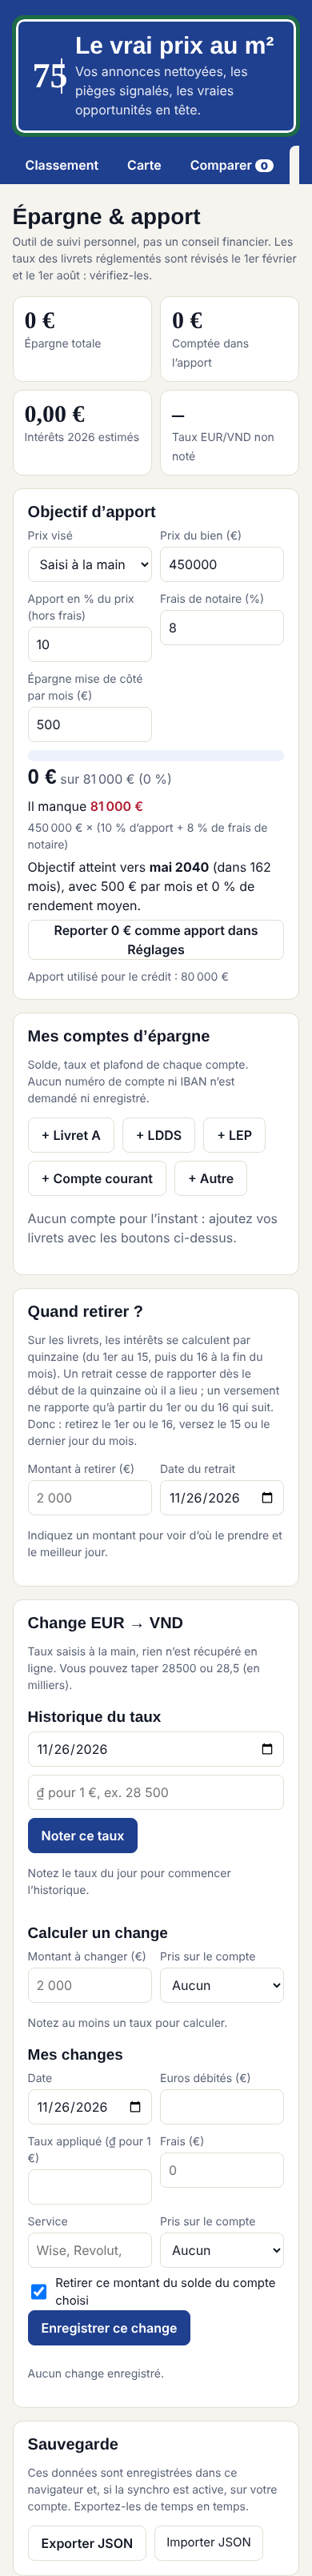 75
Le vrai prix au m²
Vos annonces nettoyées, les
pièges signalés, les vraies
opportunités en tête.
Classement Carte Comparer 0
Épargne & apport
Outil de suivi personnel, pas un conseil financier. Les
taux des livrets réglementés sont révisés le 1er février
et le 1er août : vérifiez-les.
0 €
Épargne totale
0 €
Comptée dans
l’apport
0,00 €
Intérêts 2026 estimés
–
Taux EUR/VND non
noté
Objectif d’apport
Prix visé
Saisi à la main
Prix du bien (€)
450000
Apport en % du prix
(hors frais)
10
Frais de notaire (%)
8
Épargne mise de côté
par mois (€)
500
0 € sur 81 000 € (0 %)
Il manque 81 000 €
450 000 € × (10 % d’apport + 8 % de frais de
notaire)
Objectif atteint vers mai 2040 (dans 162
mois), avec 500 € par mois et 0 % de
rendement moyen.
Reporter 0 € comme apport dans
Réglages
Apport utilisé pour le crédit : 80 000 €
Mes comptes d’épargne
Solde, taux et plafond de chaque compte.
Aucun numéro de compte ni IBAN n’est
demandé ni enregistré.
+ Livret A + LDDS + LEP
+ Compte courant + Autre
Aucun compte pour l’instant : ajoutez vos
livrets avec les boutons ci-dessus.
Quand retirer ?
Sur les livrets, les intérêts se calculent par
quinzaine (du 1er au 15, puis du 16 à la fin du
mois). Un retrait cesse de rapporter dès le
début de la quinzaine où il a lieu ; un versement
ne rapporte qu’à partir du 1er ou du 16 qui suit.
Donc : retirez le 1er ou le 16, versez le 15 ou le
dernier jour du mois.
Montant à retirer (€)
2 000
Date du retrait
11/26/2026
Indiquez un montant pour voir d’où le prendre et
le meilleur jour.
Change EUR → VND
Taux saisis à la main, rien n’est récupéré en
ligne. Vous pouvez taper 28500 ou 28,5 (en
milliers).
Historique du taux
11/26/2026
₫ pour 1 €, ex. 28 500
Noter ce taux
Notez le taux du jour pour commencer
l’historique.
Calculer un change
Montant à changer (€)
2 000
Pris sur le compte
Aucun
Notez au moins un taux pour calculer.
Mes changes
Date
11/26/2026
Euros débités (€)
Taux appliqué (₫ pour 1
€)
Frais (€)
0
Service
Wise, Revolut,
Pris sur le compte
Aucun
Retirer ce montant du solde du compte
choisi
Enregistrer ce change
Aucun change enregistré.
Sauvegarde
Ces données sont enregistrées dans ce
navigateur et, si la synchro est active, sur votre
compte. Exportez-les de temps en temps.
Exporter JSON Importer JSON